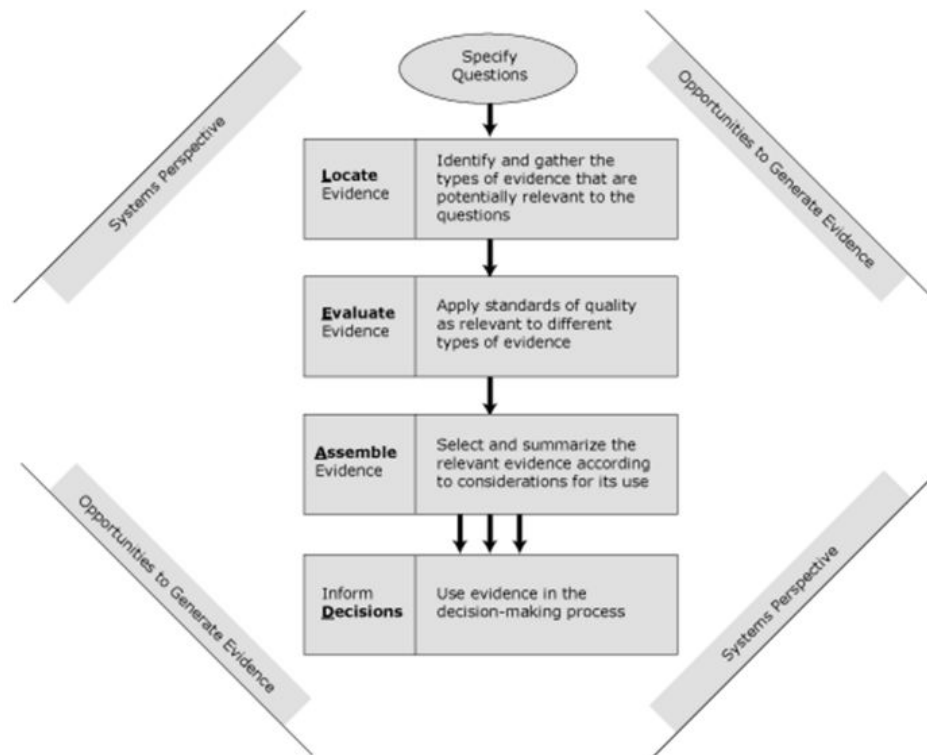 Specify
Questions
Systems Perspective
Opportunities to Generate Evidence
Locate
Evidence
Identify and gather the
types of evidence that are
potentially relevant to the
questions
Evaluate
Evidence
Apply standards of quality
as relevant to different
types of evidence
Assemble
Evidence
Select and summarize the
relevant evidence according
to considerations for its use
Inform
Decisions
Use evidence in the
decision-making process
Opportunities to Generate Evidence
Systems Perspective